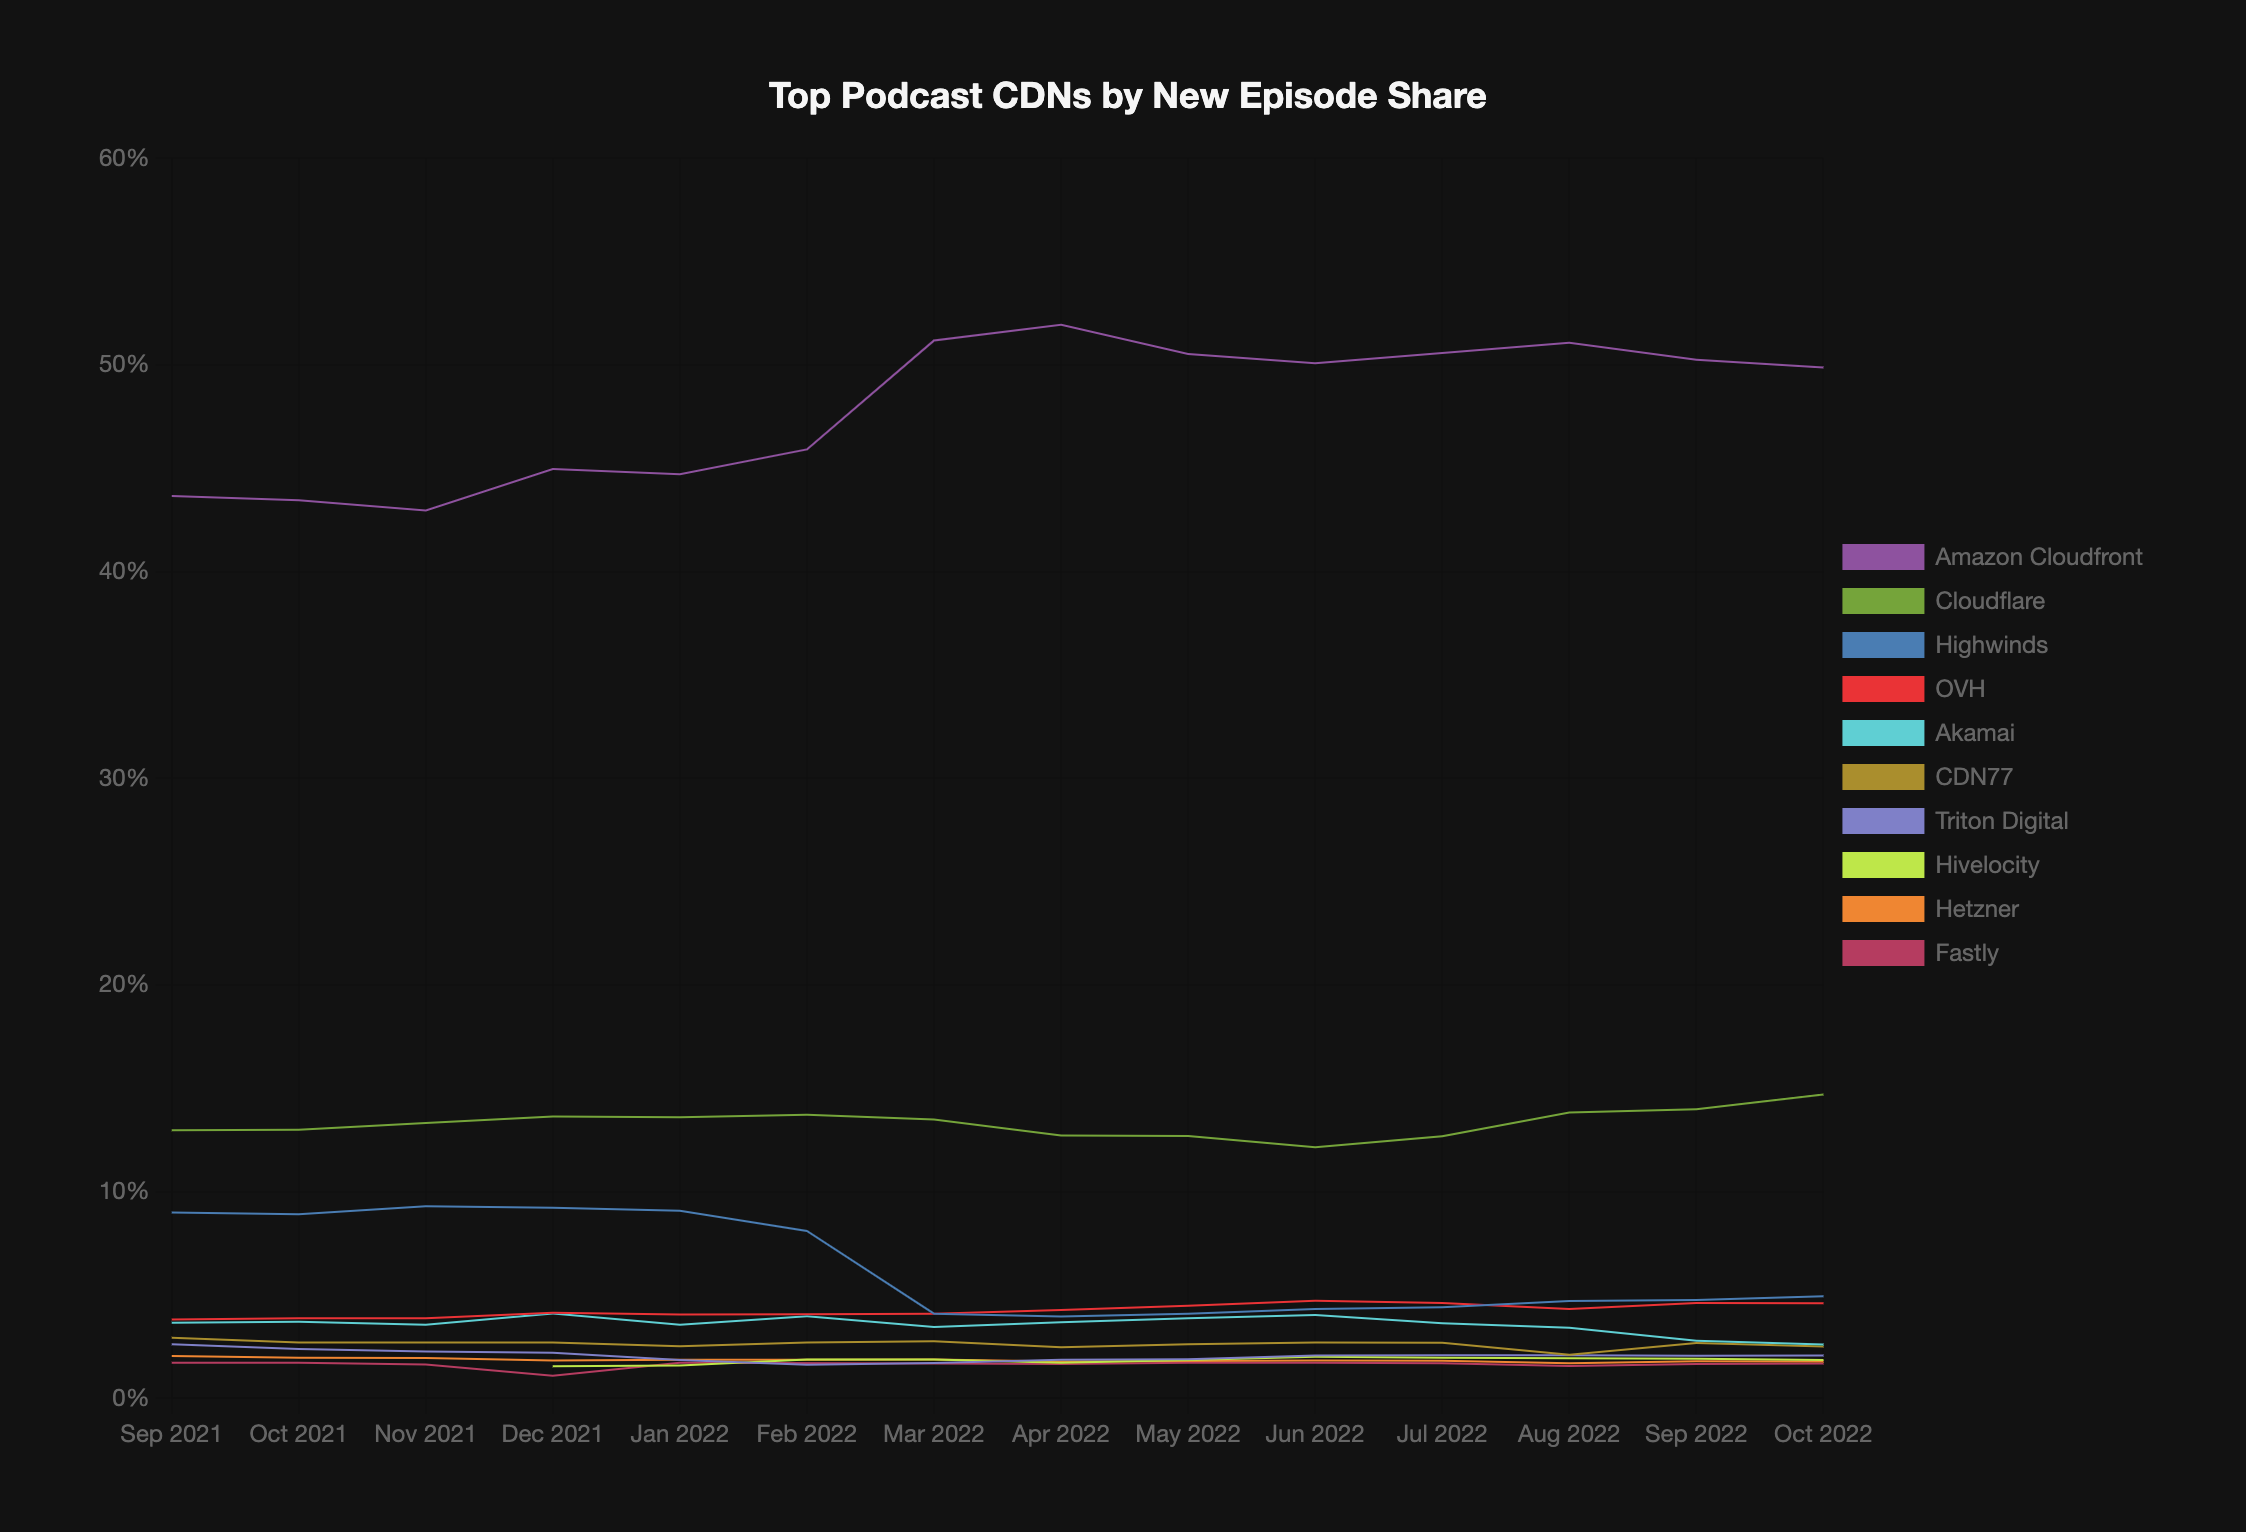 Top Podcast CDNs by New Episode Share
60%
50%
40%
30%
20%
10%
0%
Sep 2021 Oct 2021 Nov 2021 Dec 2021 Jan 2022 Feb 2022 Mar 2022 Apr 2022 May 2022 Jun 2022 Jul 2022 Aug 2022 Sep 2022 Oct 2022
Amazon Cloudfront
Cloudflare
Highwinds
OVH
Akamai
CDN77
Triton Digital
Hivelocity
Hetzner
Fastly